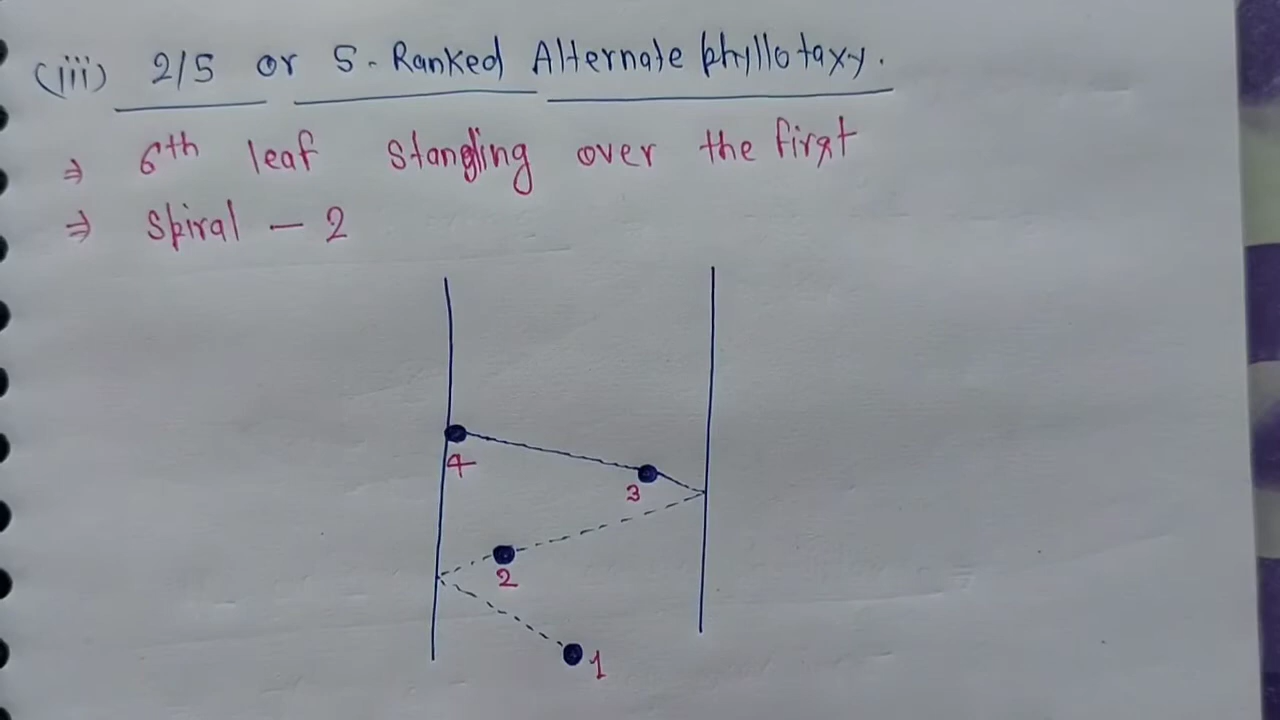 (iii) 2/5 or 5-Ranked Alternate phyllotaxy.
⇒ 6th leaf stangling over the first
⇒ Spiral - 2
4
3
2
1